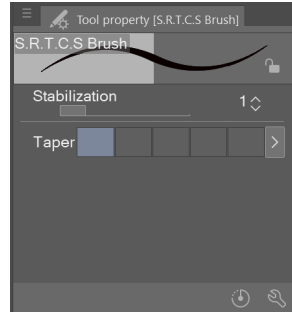 Tool property [S.R.T.C.S Brush]
S.R.T.C.S Brush
Stabilization 1
Taper